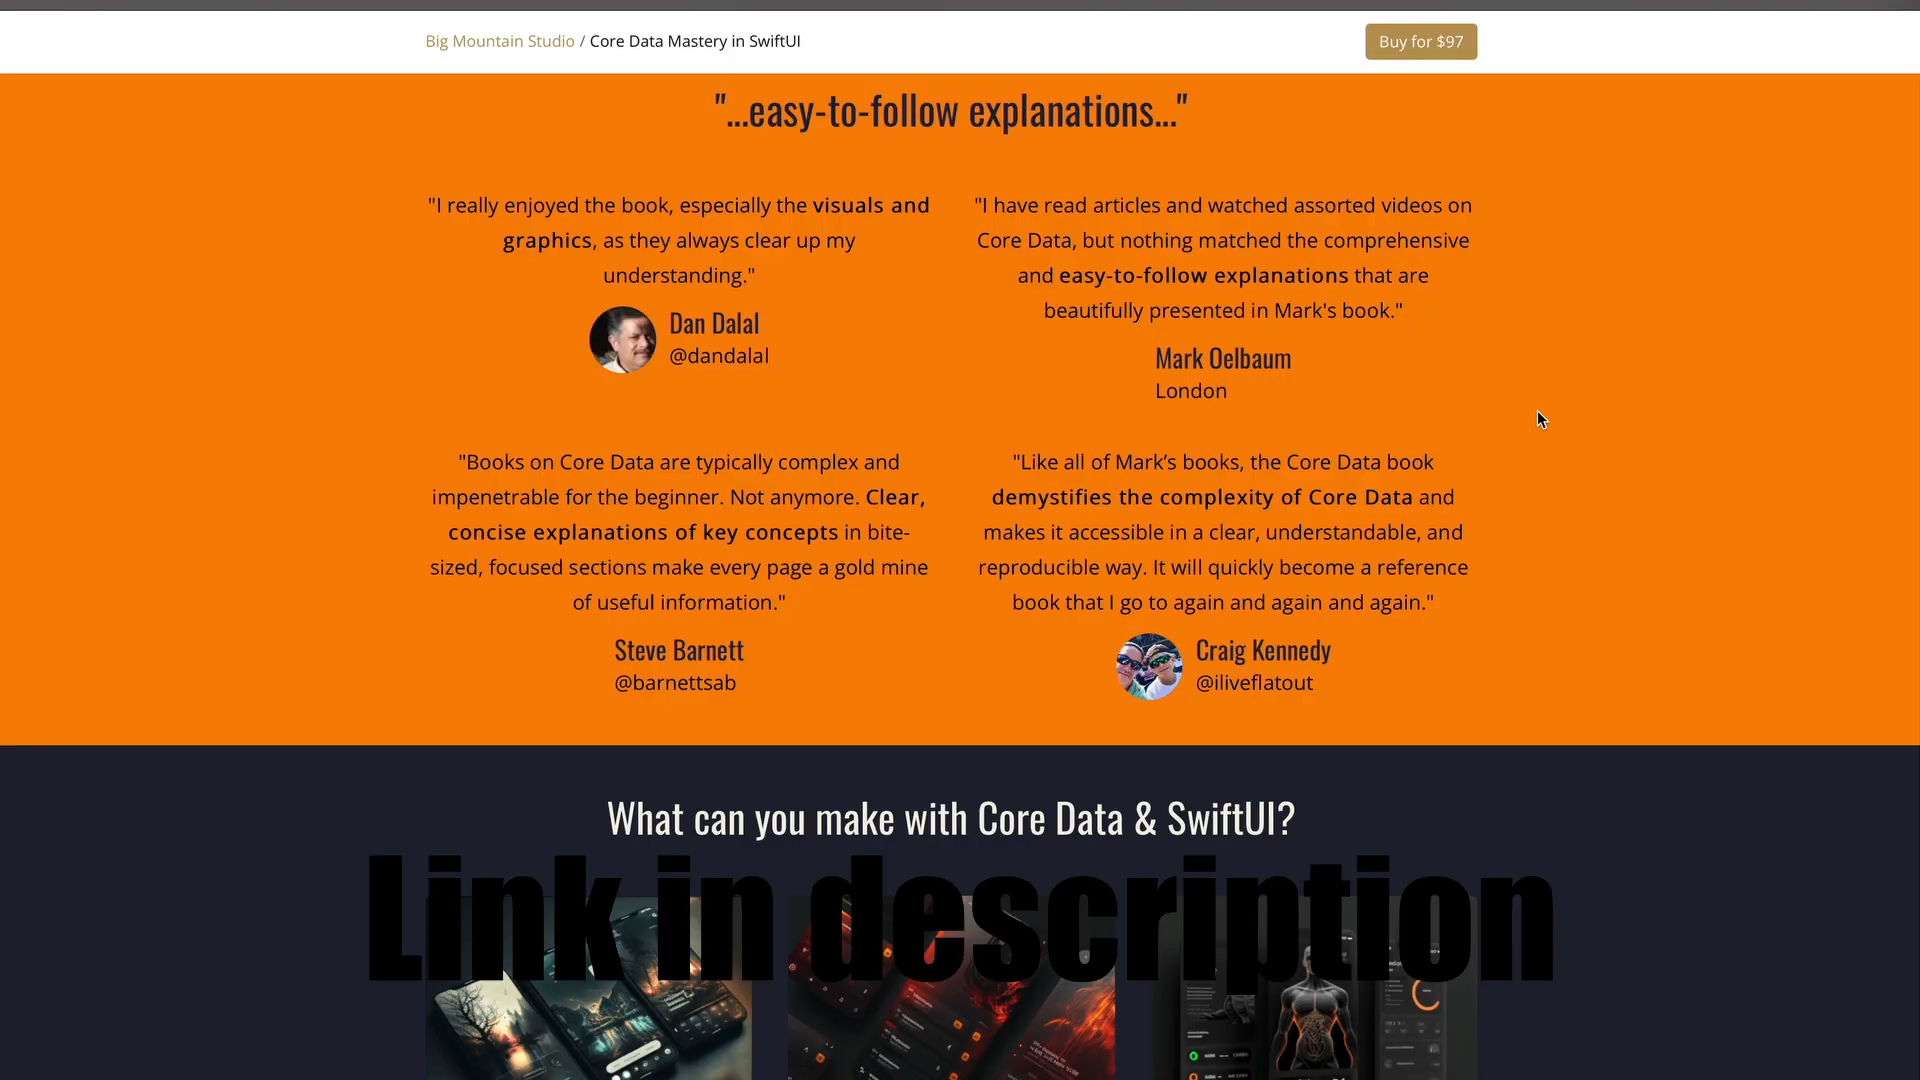 Big Mountain Studio / Core Data Mastery in SwiftUI
Buy for $97
"...easy-to-follow explanations..."
"I really enjoyed the book, especially the visuals and
graphics, as they always clear up my
understanding."
Dan Dalal
@dandalal
"I have read articles and watched assorted videos on
Core Data, but nothing matched the comprehensive
and easy-to-follow explanations that are
beautifully presented in Mark's book."
Mark Oelbaum
London
"Books on Core Data are typically complex and
impenetrable for the beginner. Not anymore. Clear,
concise explanations of key concepts in bite-
sized, focused sections make every page a gold mine
of useful information."
Steve Barnett
@barnettsab
"Like all of Mark’s books, the Core Data book
demystifies the complexity of Core Data and
makes it accessible in a clear, understandable, and
reproducible way. It will quickly become a reference
book that I go to again and again and again."
Craig Kennedy
@iliveflatout
What can you make with Core Data & SwiftUI?
Link in description